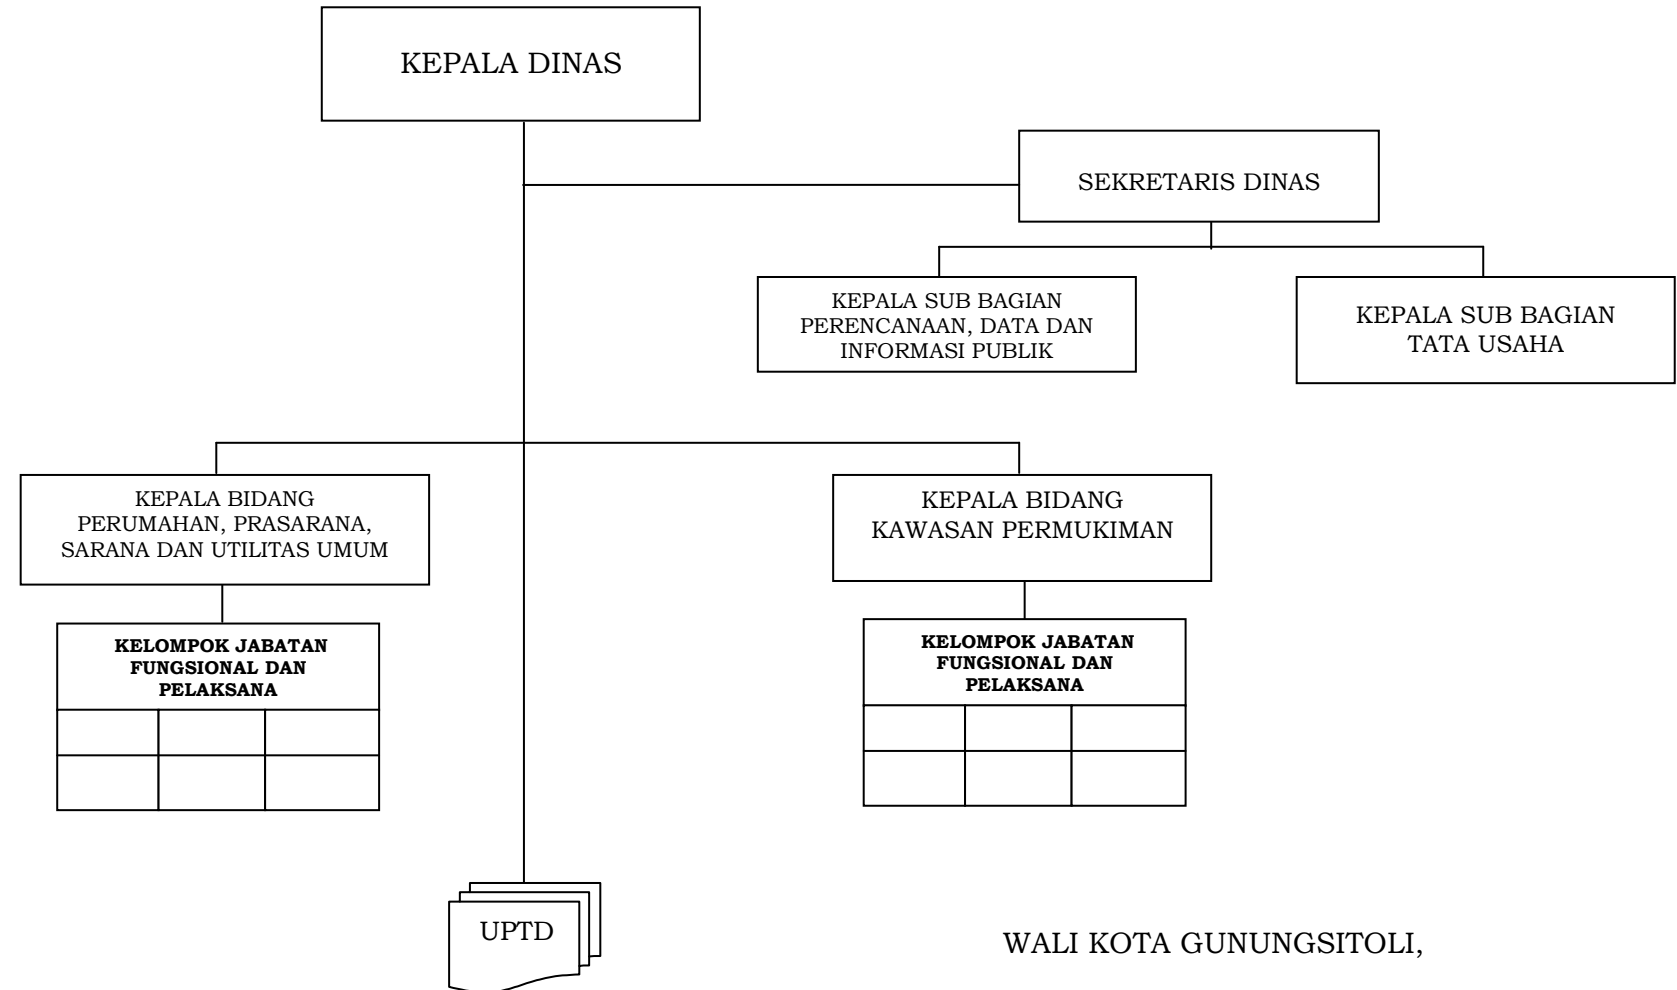 KEPALA DINAS
SEKRETARIS DINAS
KEPALA SUB BAGIAN
PERENCANAAN, DATA DAN
INFORMASI PUBLIK
KEPALA SUB BAGIAN
TATA USAHA
KEPALA BIDANG
PERUMAHAN, PRASARANA,
SARANA DAN UTILITAS UMUM
KEPALA BIDANG
KAWASAN PERMUKIMAN
KELOMPOK JABATAN
FUNGSIONAL DAN
PELAKSANA
KELOMPOK JABATAN
FUNGSIONAL DAN
PELAKSANA
UPTD
WALI KOTA GUNUNGSITOLI,